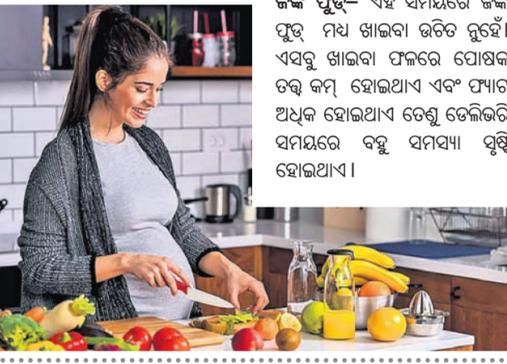 ଜଙ୍କ ଫୁଡ୍– ଏହି ସମୟରେ ଜଙ୍କ
ଫୁଡ୍ ମଧ୍ୟ ଖାଇବା ଉଚିତ ନୁହେଁ।
ଏସବୁ ଖାଇବା ଫଳରେ ପୋଷକ
ତତ୍ତ୍ୱ କମ୍ ହୋଇଥାଏ ଏବଂ ଫ୍ୟାଟ
ଅଧିକ ହୋଇଥାଏ ତେଣୁ ଡେଲିଭରି
ସମୟରେ ବହୁ ସମସ୍ୟା ସୃଷ୍ଟି
ହୋଇଥାଏ।